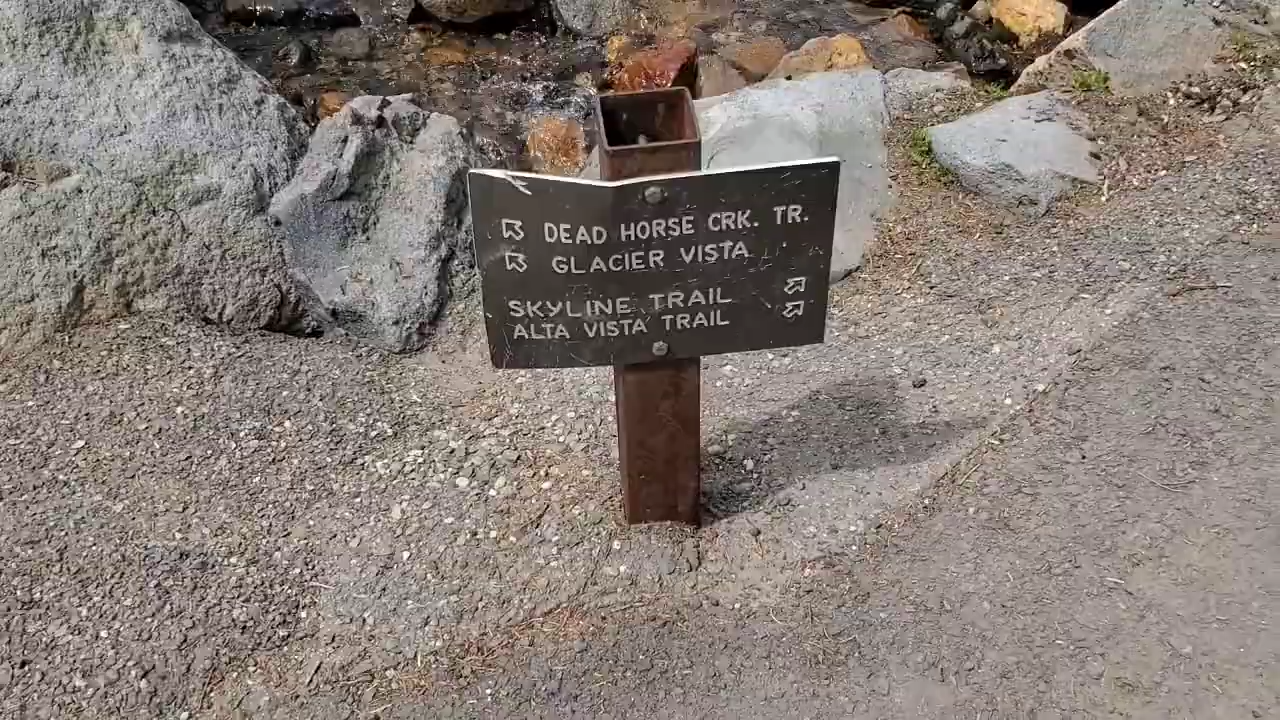 DEAD HORSE CRK. TR.
GLACIER VISTA
SKYLINE TRAIL
ALTA VISTA TRAIL